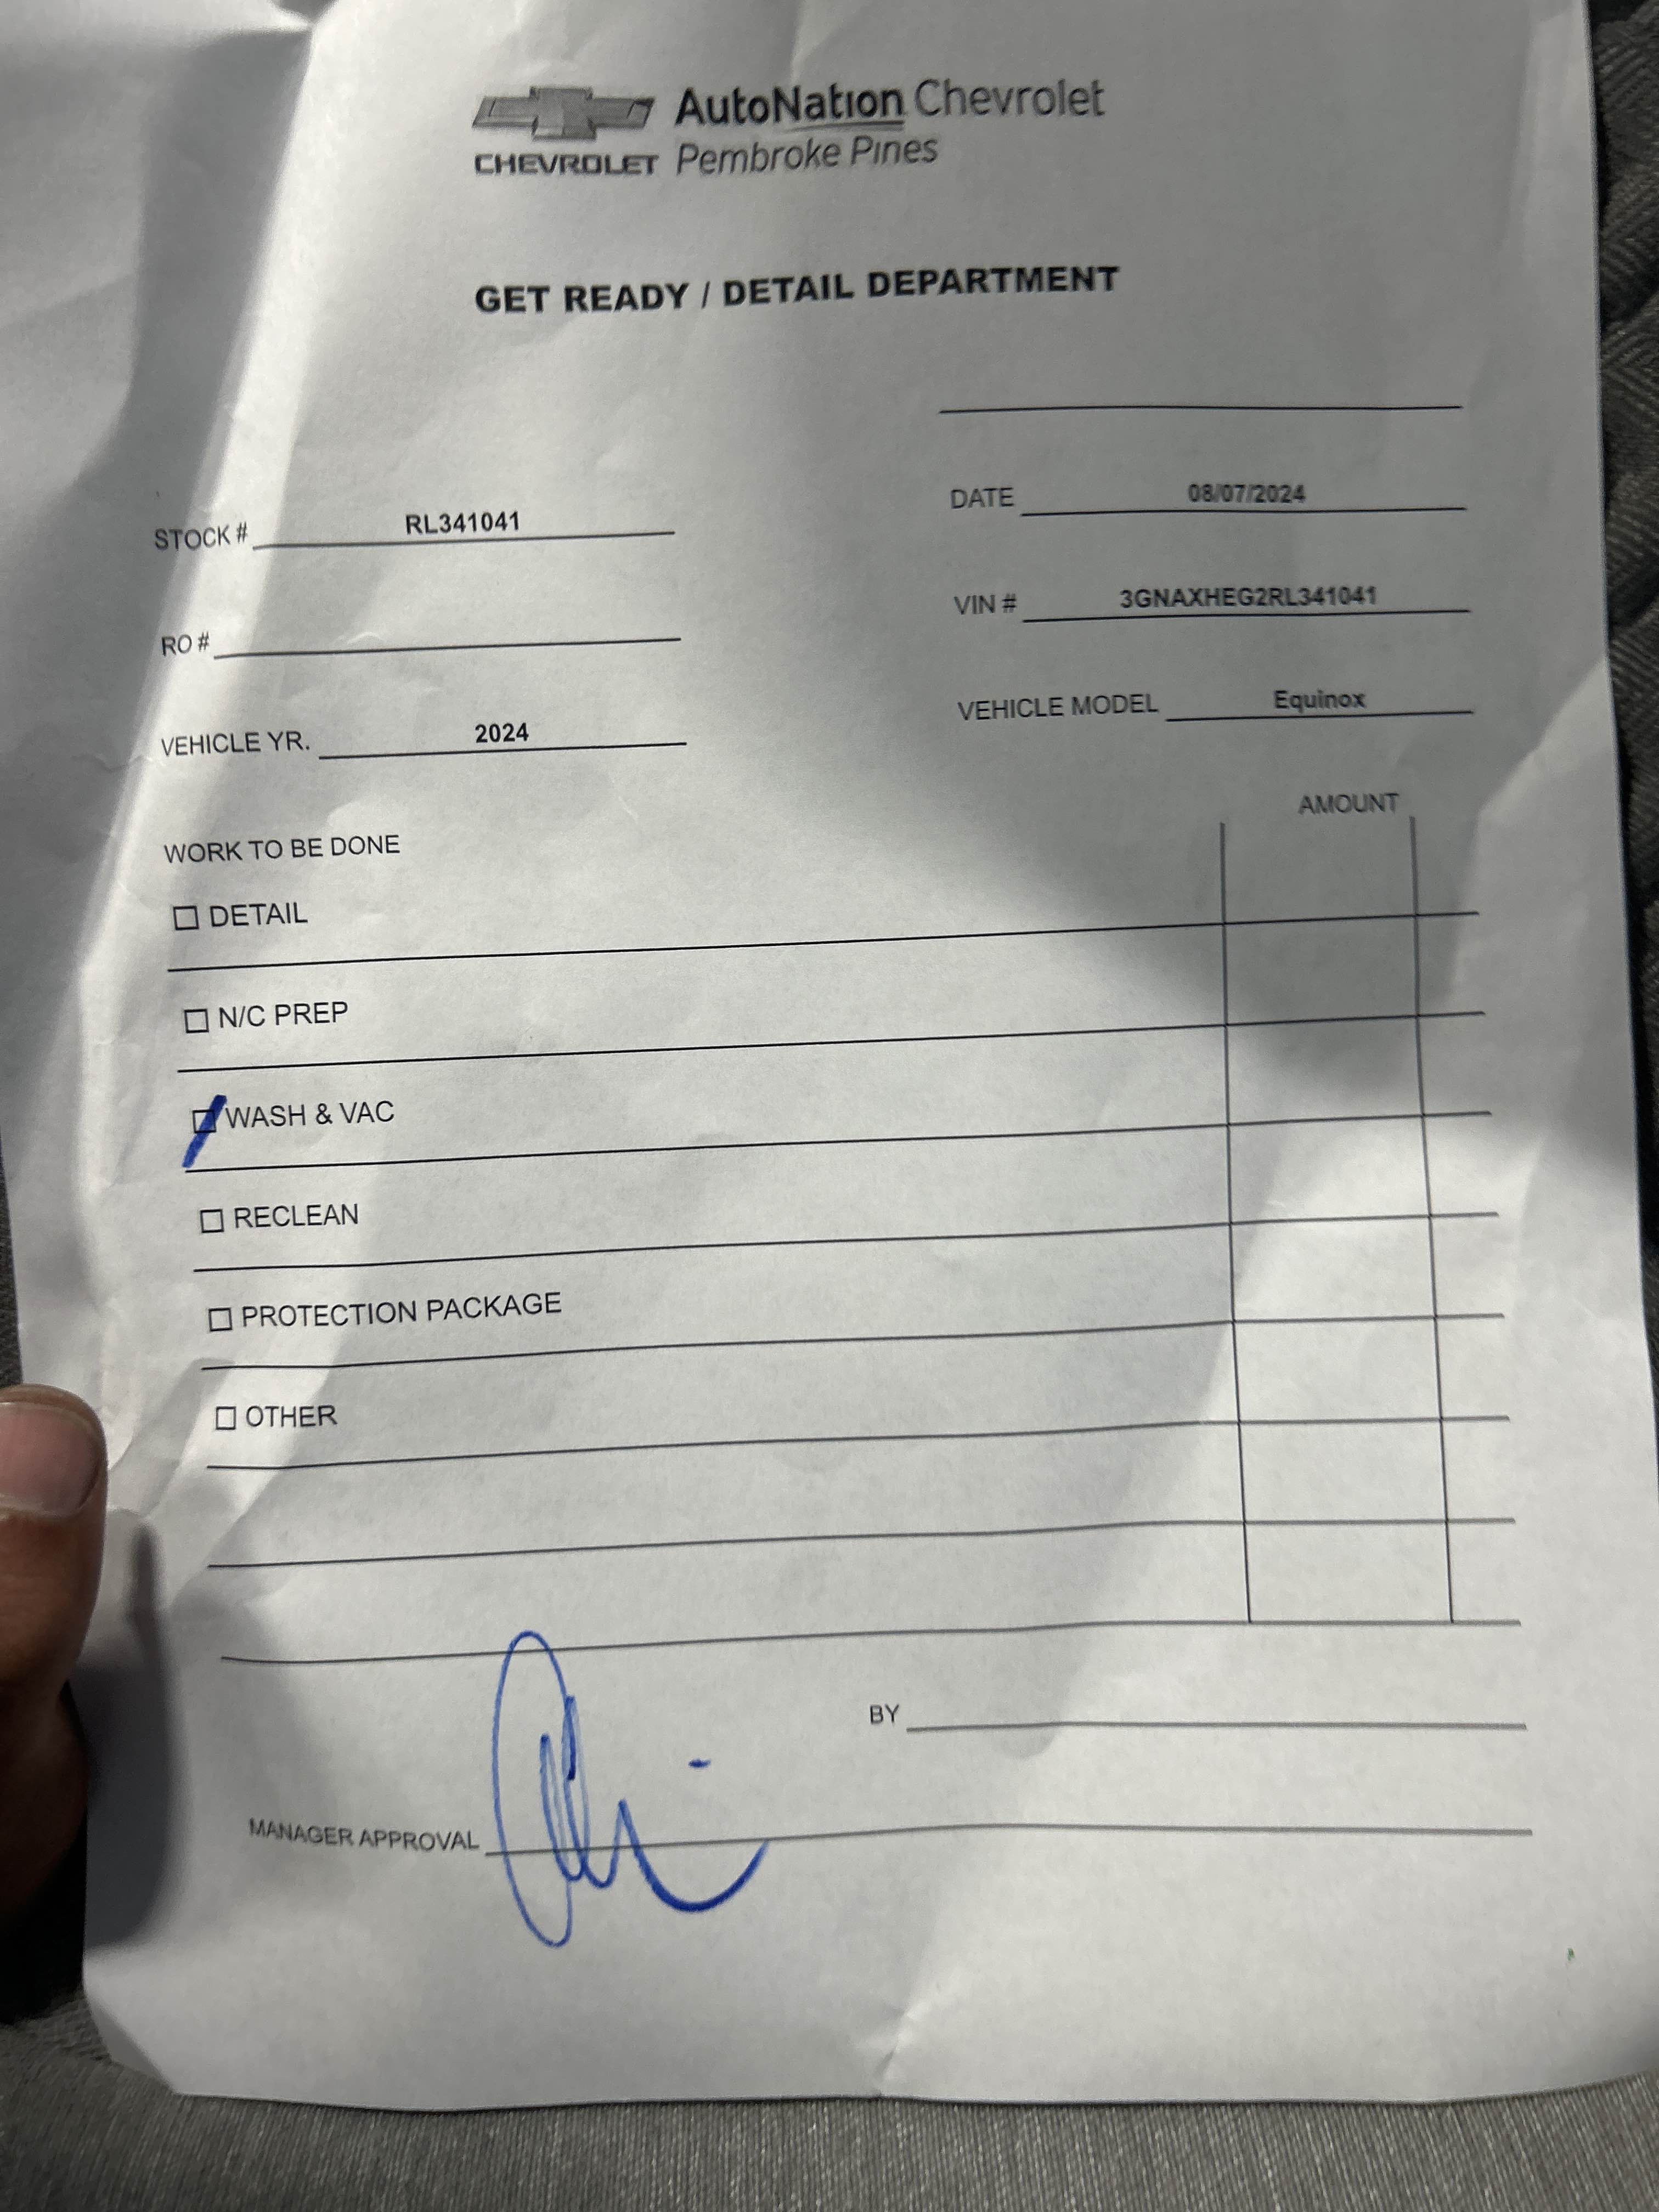 AutoNation Chevrolet
CHEVROLET Pembroke Pines
GET READY / DETAIL DEPARTMENT
DATE 08/07/2024
STOCK # RL341041
VIN # 3GNAXHEG2RL341041
RO #
VEHICLE MODEL Equinox
VEHICLE YR. 2024
AMOUNT
WORK TO BE DONE
DETAIL
N/C PREP
WASH & VAC
RECLEAN
PROTECTION PACKAGE
OTHER
BY
MANAGER APPROVAL